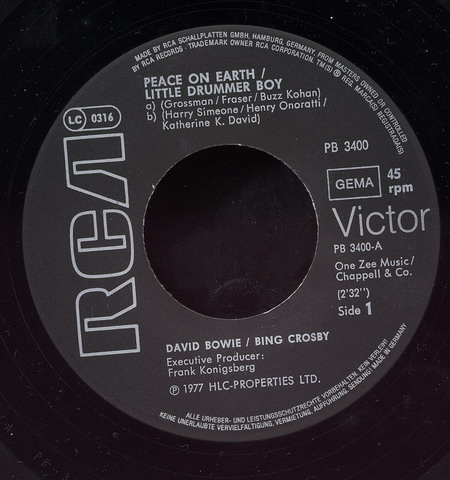 MADE BY RCA SCHALLPLATTEN GMBH, HAMBURG, GERMANY, FROM MASTERS OWNED OR CONTROLLED
BY RCA RECORDS · TRADEMARK OWNER RCA CORPORATION, TM(S) ® REG. MARCA(S) REGISTRADA(S)
PEACE ON EARTH /
LITTLE DRUMMER BOY
a) (Grossman / Fraser / Buzz Kohan)
b) (Harry Simeone / Henry Onoratti /
Katherine K. David)
LC 0316
RCA
PB 3400
GEMA
45
rpm
Victor
PB 3400-A
One Zee Music /
Chappell & Co.
(2'32'')
Side 1
DAVID BOWIE / BING CROSBY
Executive Producer:
Frank Konigsberg
℗ 1977 HLC-PROPERTIES LTD.
ALLE URHEBER- UND LEISTUNGSSCHUTZRECHTE VORBEHALTEN. KEIN VERLEIH!
KEINE UNERLAUBTE VERVIELFÄLTIGUNG, VERMIETUNG, AUFFÜHRUNG, SENDUNG! MADE IN GERMANY